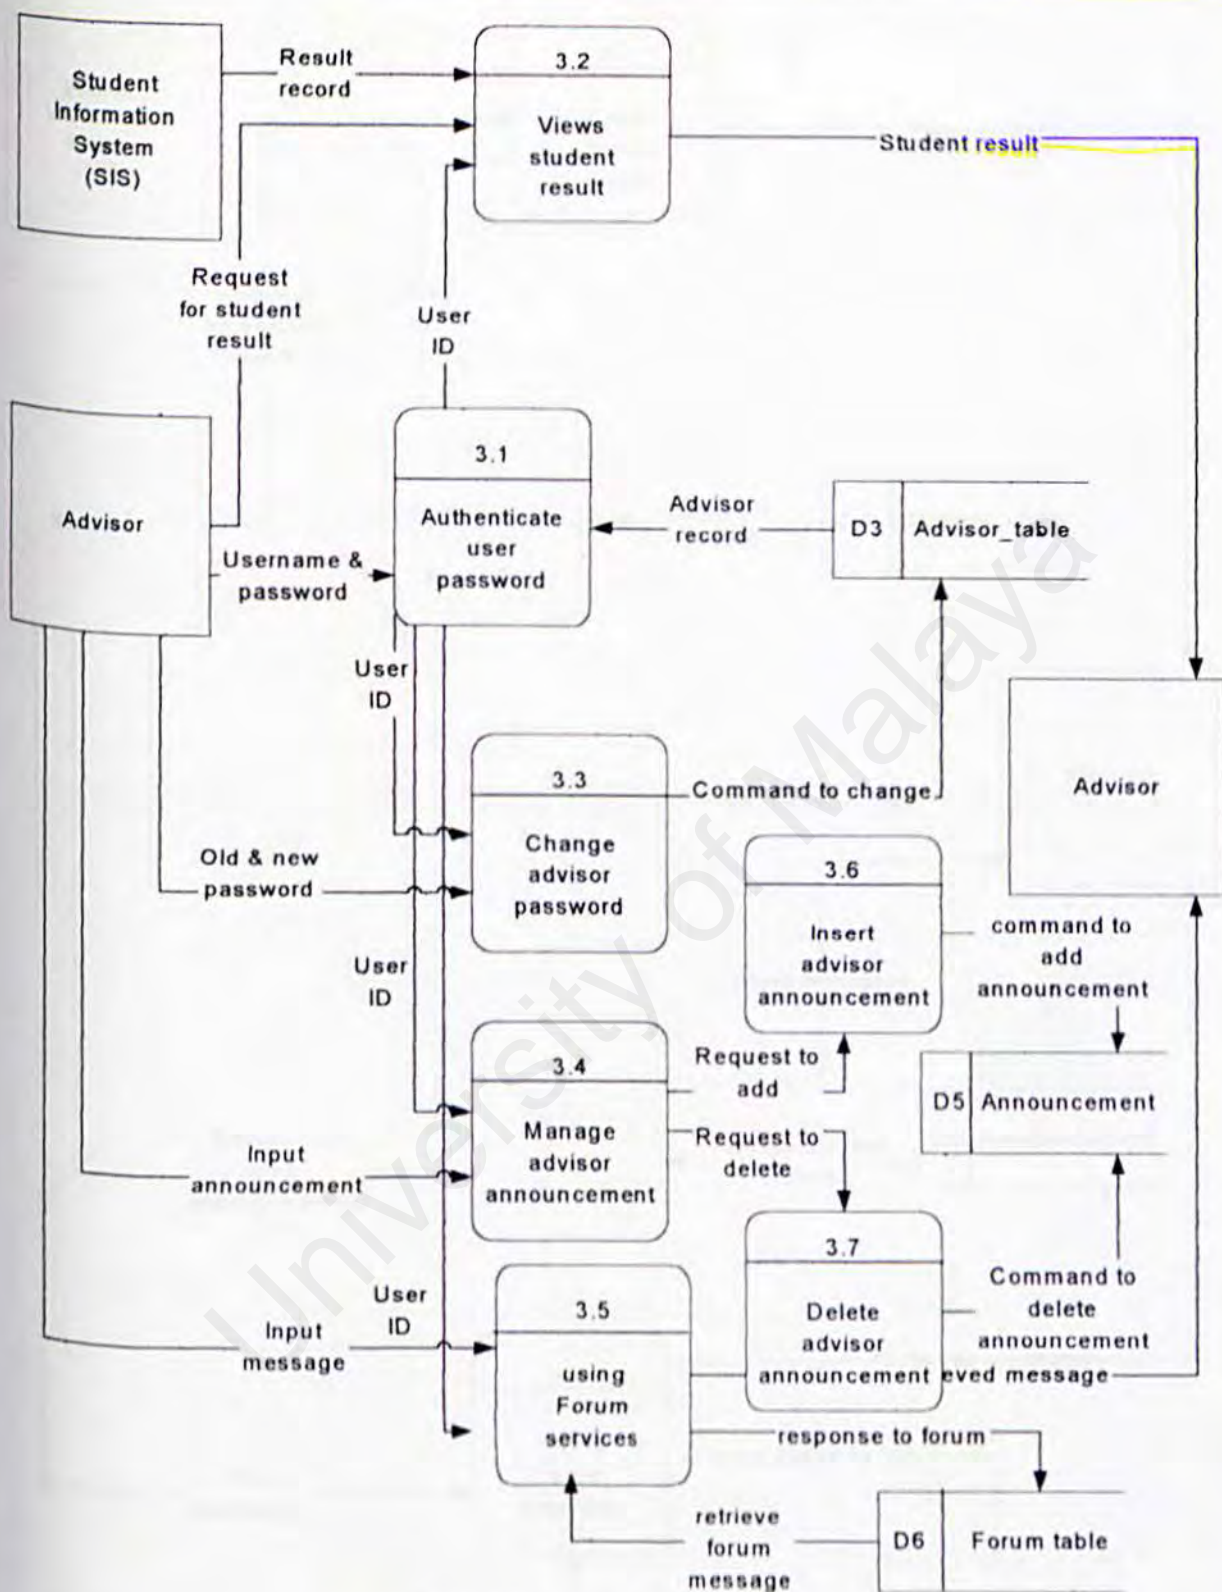 Student
Information
System
(SIS)
Result
record
3.2
Views
student
result
Student result
Request
for student
result
User
ID
Advisor
3.1
Authenticate
user
password
Advisor
record
D3
Advisor_table
Username &
password
User
ID
3.3
Change
advisor
password
Command to change
Advisor
Old & new
password
3.6
Insert
advisor
announcement
command to
add
announcement
User
ID
3.4
Manage
advisor
announcement
Request to
add
Request to
delete
D5
Announcement
Input
announcement
3.7
Delete
advisor
announcement
Command to
delete
announcement
User
ID
Input
message
3.5
using
Forum
services
eved message
response to forum
retrieve
forum
message
D6
Forum table
University of Malaya